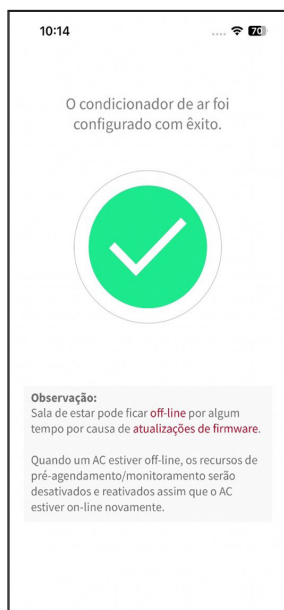 10:14
70
O condicionador de ar foi
configurado com êxito.
Observação:
Sala de estar pode ficar off-line por algum
tempo por causa de atualizações de firmware.
Quando um AC estiver off-line, os recursos de
pré-agendamento/monitoramento serão
desativados e reativados assim que o AC
estiver on-line novamente.